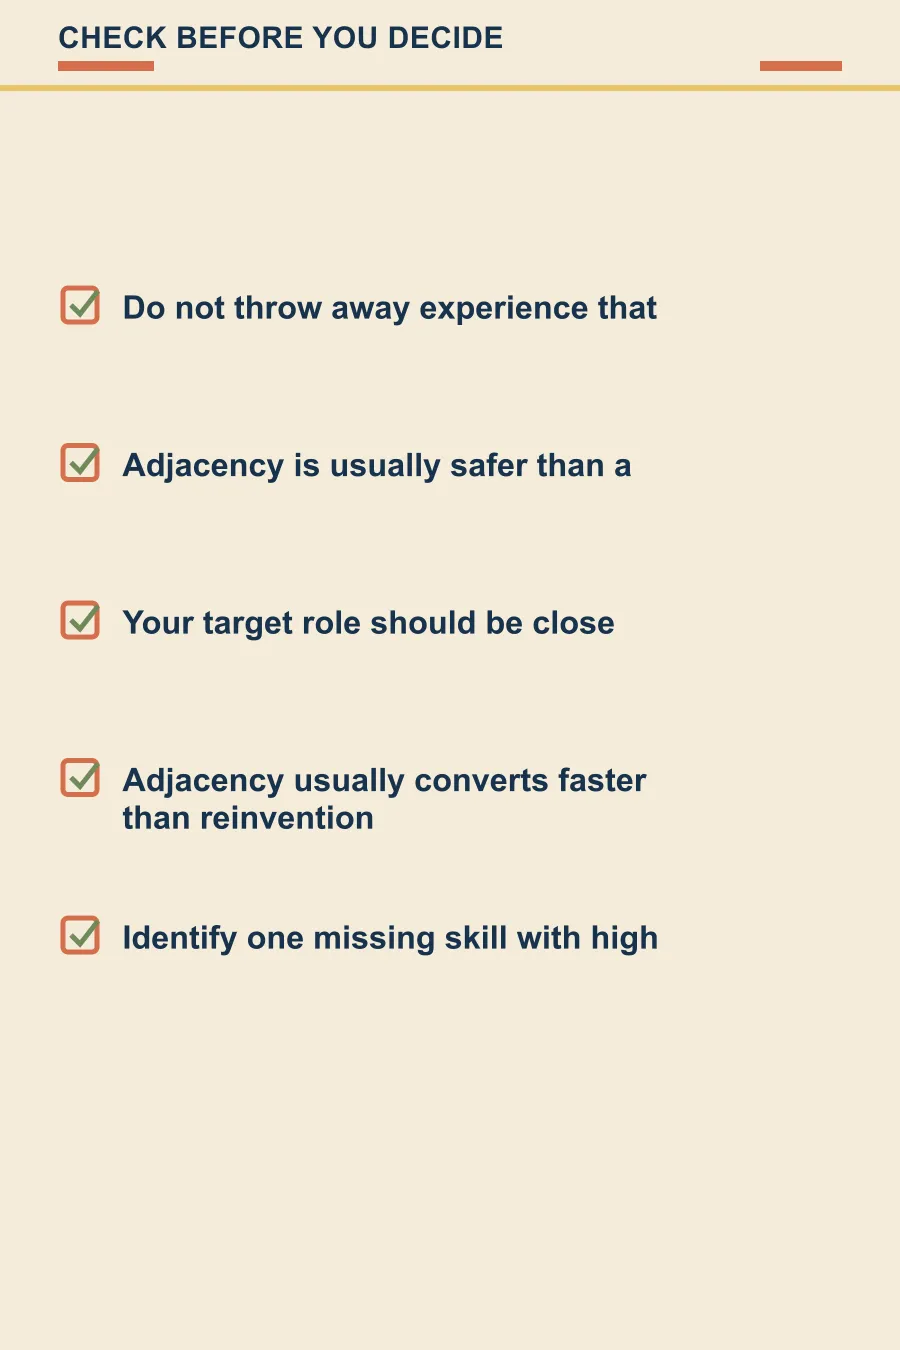 CHECK BEFORE YOU DECIDE
Do not throw away experience that
Adjacency is usually safer than a
Your target role should be close
Adjacency usually converts faster
than reinvention
Identify one missing skill with high